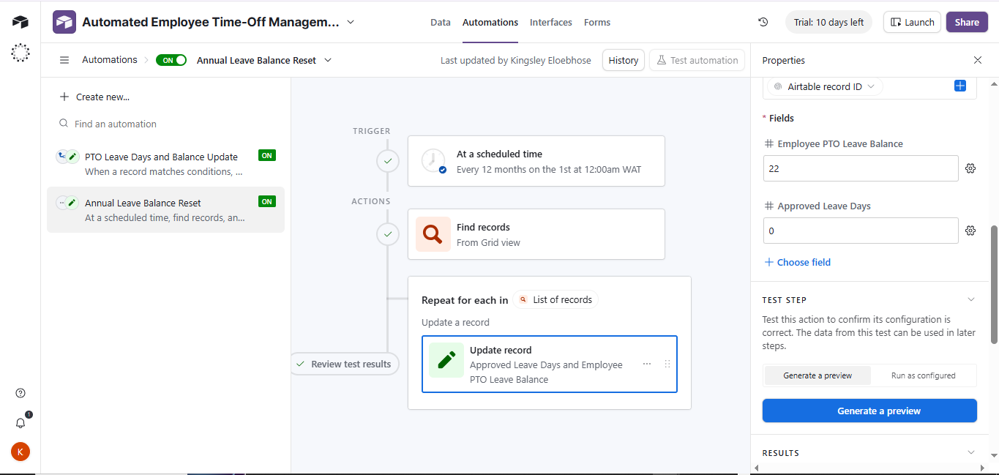 Automated Employee Time-Off Managem...
Data
Automations
Interfaces
Forms
Trial: 10 days left
Launch
Share
Automations
ON
Annual Leave Balance Reset
Last updated by Kingsley Eloebhose
History
Test automation
Properties
Create new...
Find an automation
PTO Leave Days and Balance Update
ON
When a record matches conditions, ...
Annual Leave Balance Reset
ON
At a scheduled time, find records, an...
TRIGGER
At a scheduled time
Every 12 months on the 1st at 12:00am WAT
ACTIONS
Find records
From Grid view
Repeat for each in
List of records
Update a record
Update record
Approved Leave Days and Employee
PTO Leave Balance
Review test results
Airtable record ID
* Fields
Employee PTO Leave Balance
22
Approved Leave Days
0
Choose field
TEST STEP
Test this action to confirm its configuration is
correct. The data from this test can be used in later
steps.
Generate a preview
Run as configured
Generate a preview
RESULTS
1
K